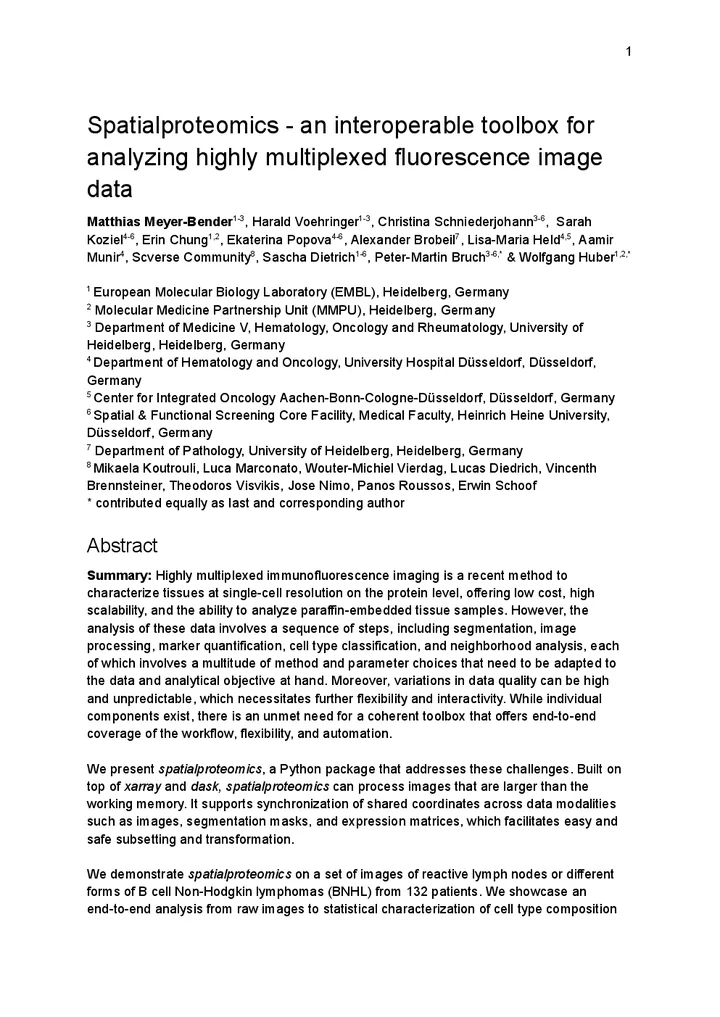 1
Spatialproteomics - an interoperable toolbox for
analyzing highly multiplexed fluorescence image
data
Matthias Meyer-Bender1-3, Harald Voehringer1-3, Christina Schniederjohann3-6, Sarah
Koziel4-6, Erin Chung1,2, Ekaterina Popova4-6, Alexander Brobeil7, Lisa-Maria Held4,5, Aamir
Munir4, Scverse Community8, Sascha Dietrich1-6, Peter-Martin Bruch3-6,* & Wolfgang Huber1,2,*
1 European Molecular Biology Laboratory (EMBL), Heidelberg, Germany
2 Molecular Medicine Partnership Unit (MMPU), Heidelberg, Germany
3 Department of Medicine V, Hematology, Oncology and Rheumatology, University of
Heidelberg, Heidelberg, Germany
4 Department of Hematology and Oncology, University Hospital Düsseldorf, Düsseldorf,
Germany
5 Center for Integrated Oncology Aachen-Bonn-Cologne-Düsseldorf, Düsseldorf, Germany
6 Spatial & Functional Screening Core Facility, Medical Faculty, Heinrich Heine University,
Düsseldorf, Germany
7 Department of Pathology, University of Heidelberg, Heidelberg, Germany
8 Mikaela Koutrouli, Luca Marconato, Wouter-Michiel Vierdag, Lucas Diedrich, Vincenth
Brennsteiner, Theodoros Visvikis, Jose Nimo, Panos Roussos, Erwin Schoof
* contributed equally as last and corresponding author
Abstract
Summary: Highly multiplexed immunofluorescence imaging is a recent method to
characterize tissues at single-cell resolution on the protein level, offering low cost, high
scalability, and the ability to analyze paraffin-embedded tissue samples. However, the
analysis of these data involves a sequence of steps, including segmentation, image
processing, marker quantification, cell type classification, and neighborhood analysis, each
of which involves a multitude of method and parameter choices that need to be adapted to
the data and analytical objective at hand. Moreover, variations in data quality can be high
and unpredictable, which necessitates further flexibility and interactivity. While individual
components exist, there is an unmet need for a coherent toolbox that offers end-to-end
coverage of the workflow, flexibility, and automation.
We present spatialproteomics, a Python package that addresses these challenges. Built on
top of xarray and dask, spatialproteomics can process images that are larger than the
working memory. It supports synchronization of shared coordinates across data modalities
such as images, segmentation masks, and expression matrices, which facilitates easy and
safe subsetting and transformation.
We demonstrate spatialproteomics on a set of images of reactive lymph nodes or different
forms of B cell Non-Hodgkin lymphomas (BNHL) from 132 patients. We showcase an
end-to-end analysis from raw images to statistical characterization of cell type composition